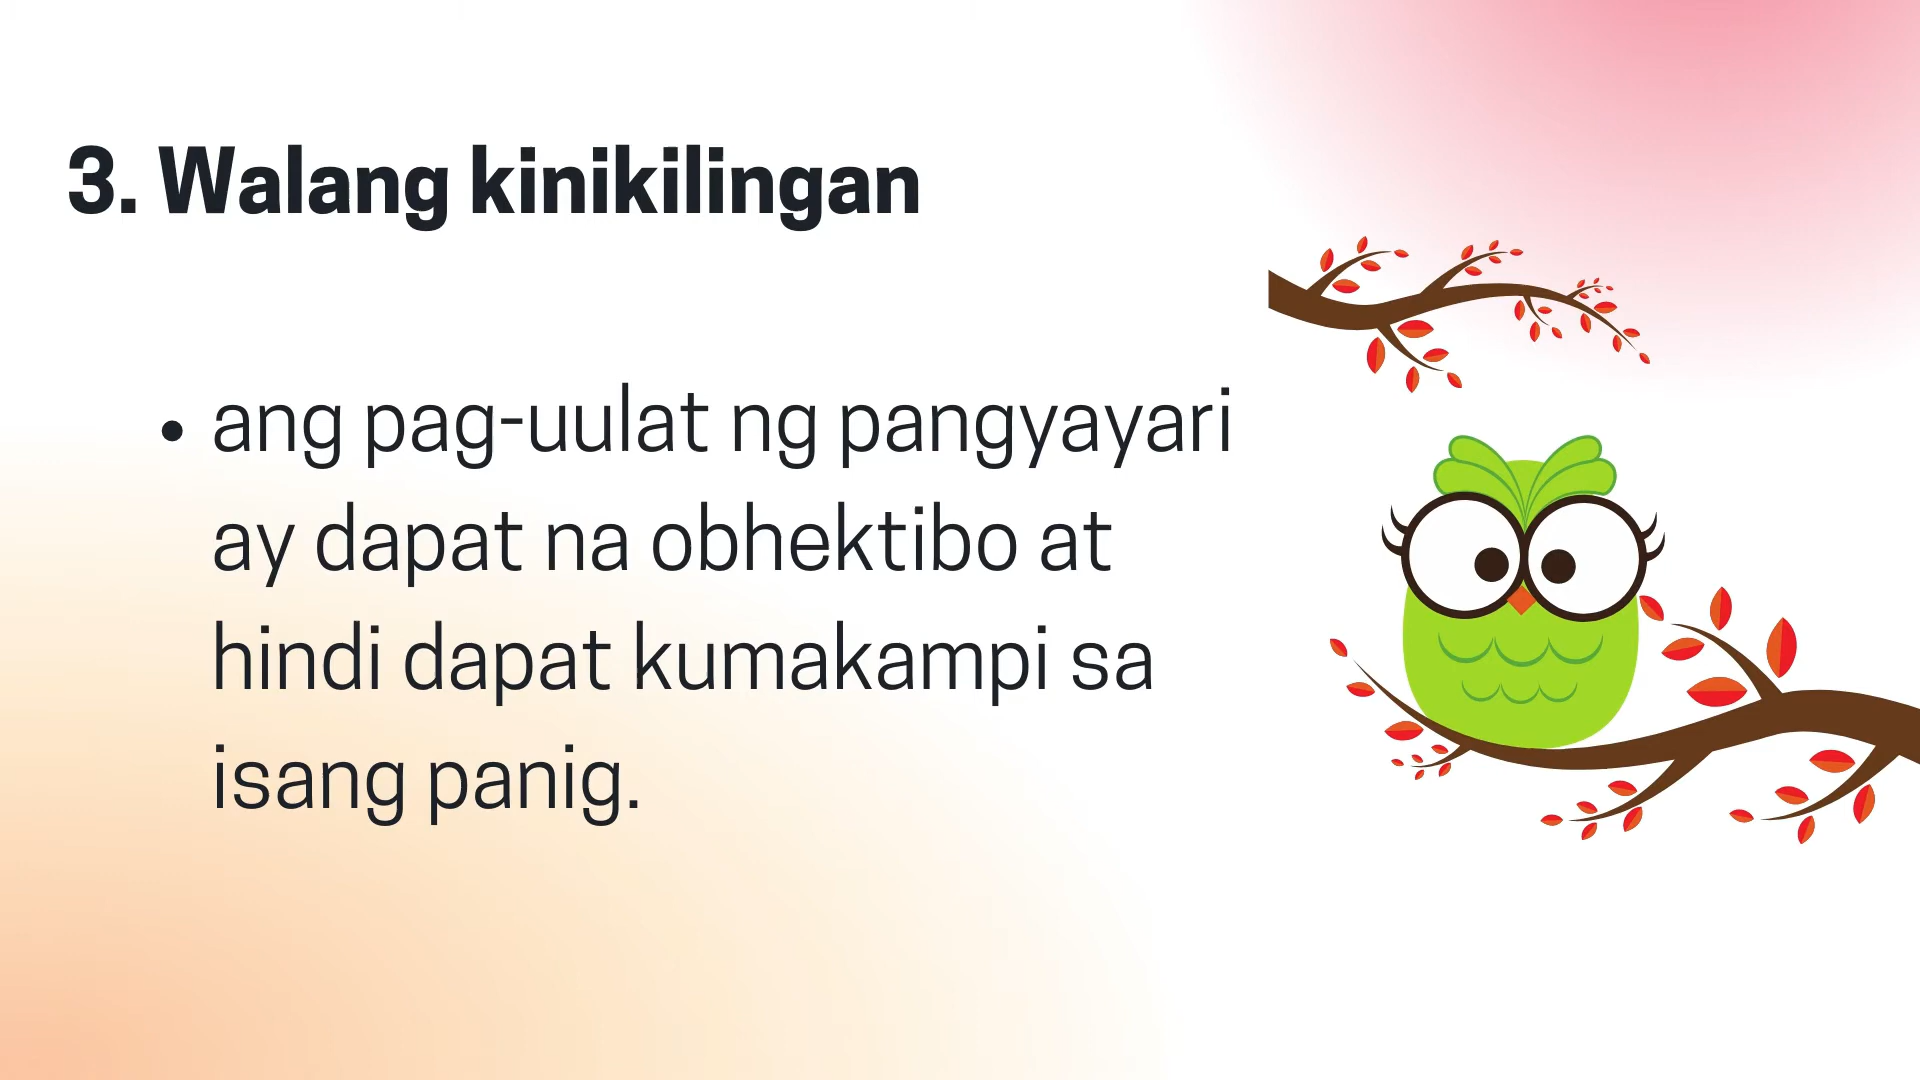 3. Walang kinikilingan
• ang pag-uulat ng pangyayari
ay dapat na obhektibo at
hindi dapat kumakampi sa
isang panig.